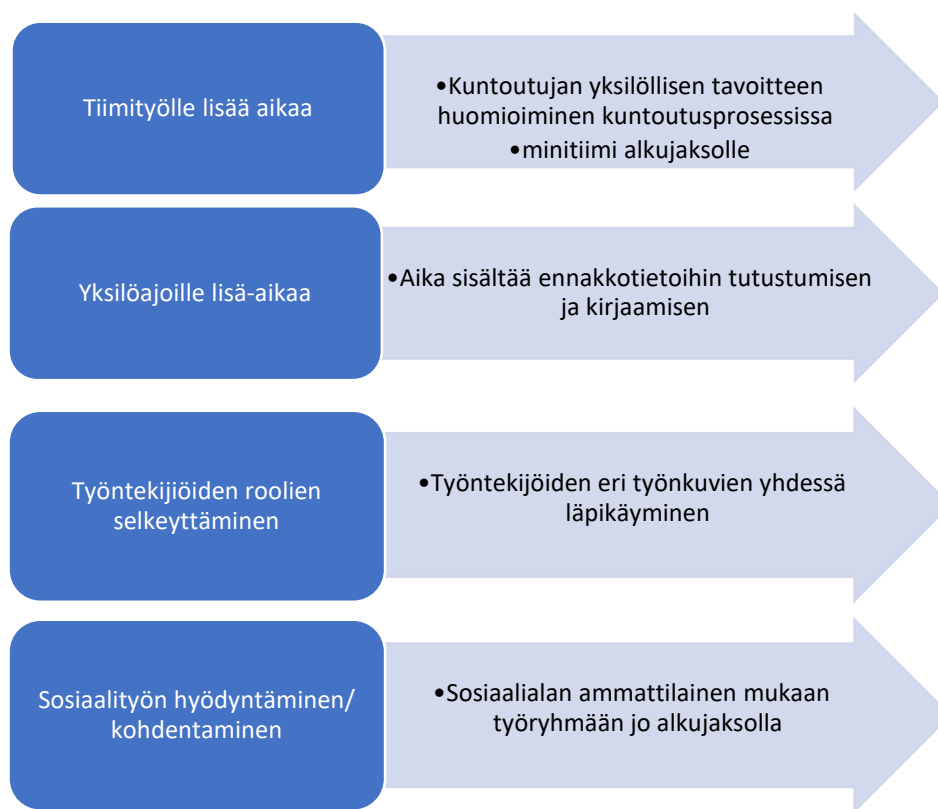 Tiimityölle lisää aikaa
•Kuntoutujan yksilöllisen tavoitteen
huomioiminen kuntoutusprosessissa
•minitiimi alkujaksolle
Yksilöajoille lisä-aikaa
•Aika sisältää ennakkotietoihin tutustumisen
ja kirjaamisen
Työntekijiöiden roolien
selkeyttäminen
•Työntekijöiden eri työnkuvien yhdessä
läpikäyminen
Sosiaalityön hyödyntäminen/
kohdentaminen
•Sosiaalialan ammattilainen mukaan
työryhmään jo alkujaksolla